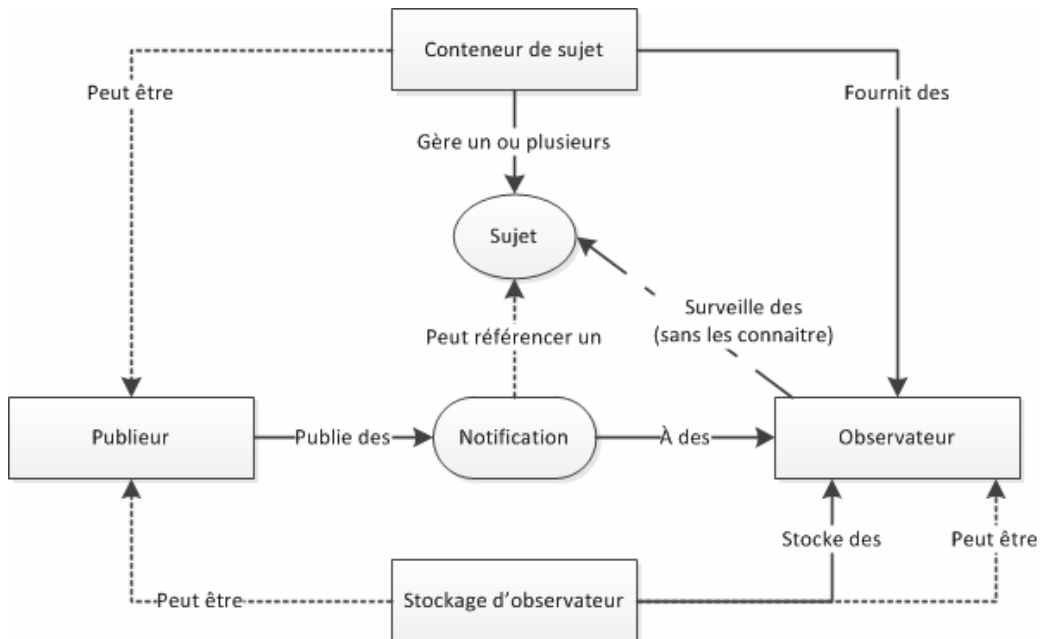 Conteneur de sujet
Peut être
Fournit des
Gère un ou plusieurs
Sujet
Surveille des
(sans les connaitre)
Peut référencer un
Publieur
Publie des
Notification
À des
Observateur
Stocke des
Peut être
Peut être
Stockage d'observateur